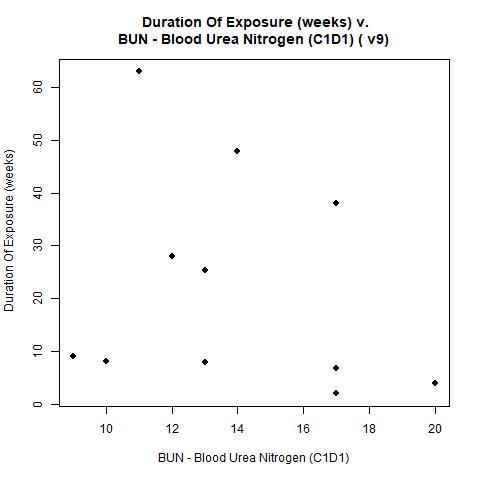 Duration Of Exposure (weeks) v.
BUN - Blood Urea Nitrogen (C1D1) ( v9)
60
50
40
30
20
10
0
Duration Of Exposure (weeks)
10 12 14 16 18 20
BUN - Blood Urea Nitrogen (C1D1)